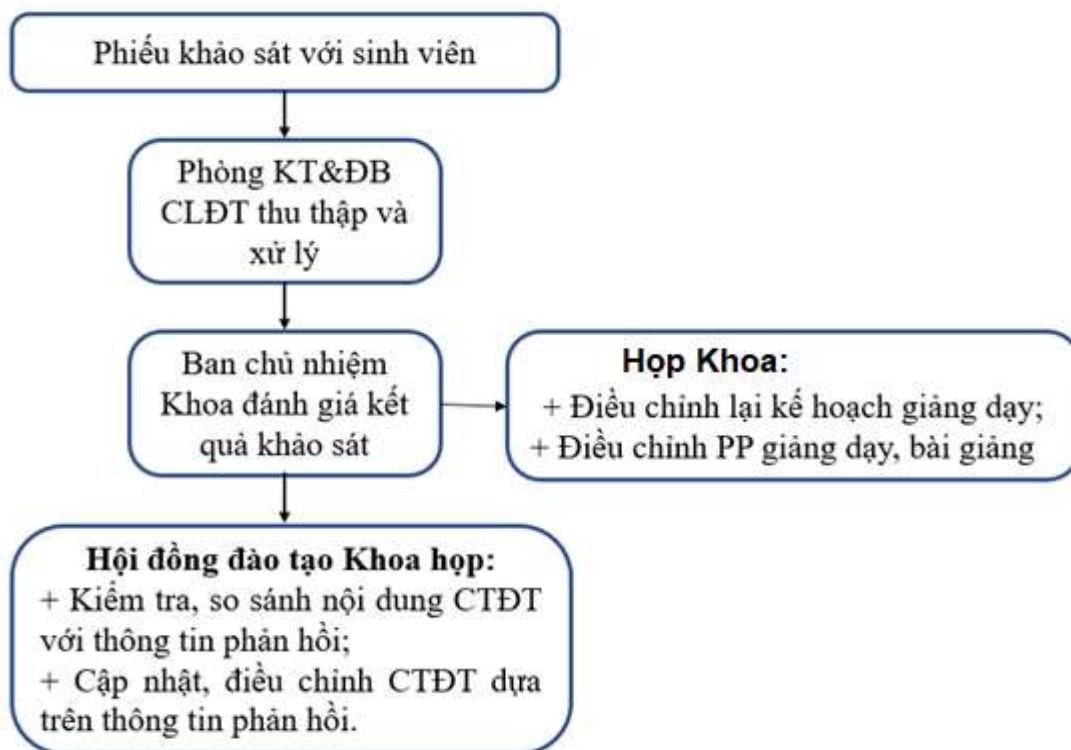 Phiếu khảo sát với sinh viên
Phòng KT&ĐB
CLĐT thu thập và
xử lý
Ban chủ nhiệm
Khoa đánh giá kết
quả khảo sát
Họp Khoa:
+ Điều chỉnh lại kế hoạch giảng dạy;
+ Điều chỉnh PP giảng dạy, bài giảng
Hội đồng đào tạo Khoa họp:
+ Kiểm tra, so sánh nội dung CTĐT
với thông tin phản hồi;
+ Cập nhật, điều chỉnh CTĐT dựa
trên thông tin phản hồi.